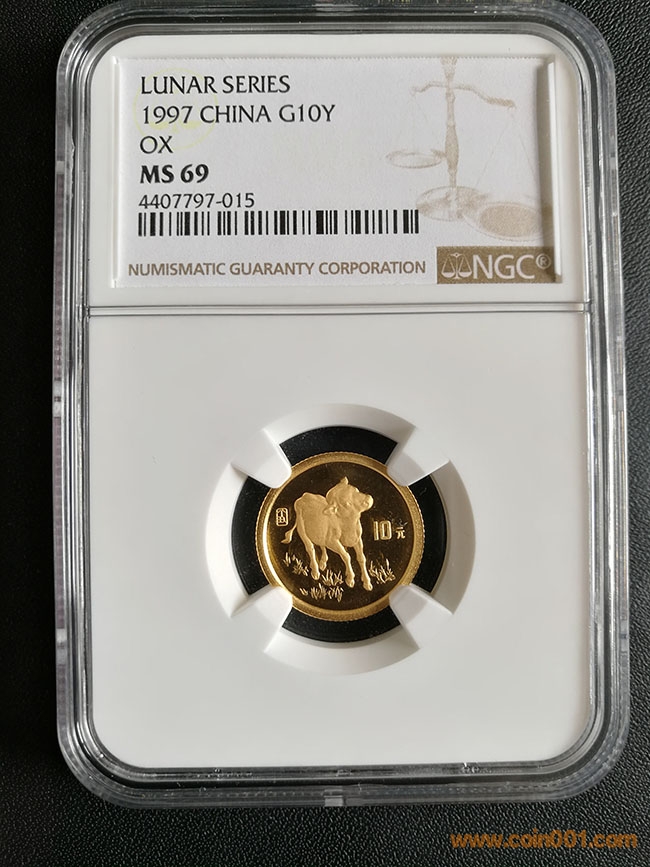 LUNAR SERIES
1997 CHINA G10Y
OX
MS 69
4407797-015
NUMISMATIC GUARANTY CORPORATION
NGC®
10元
www.coin001.com